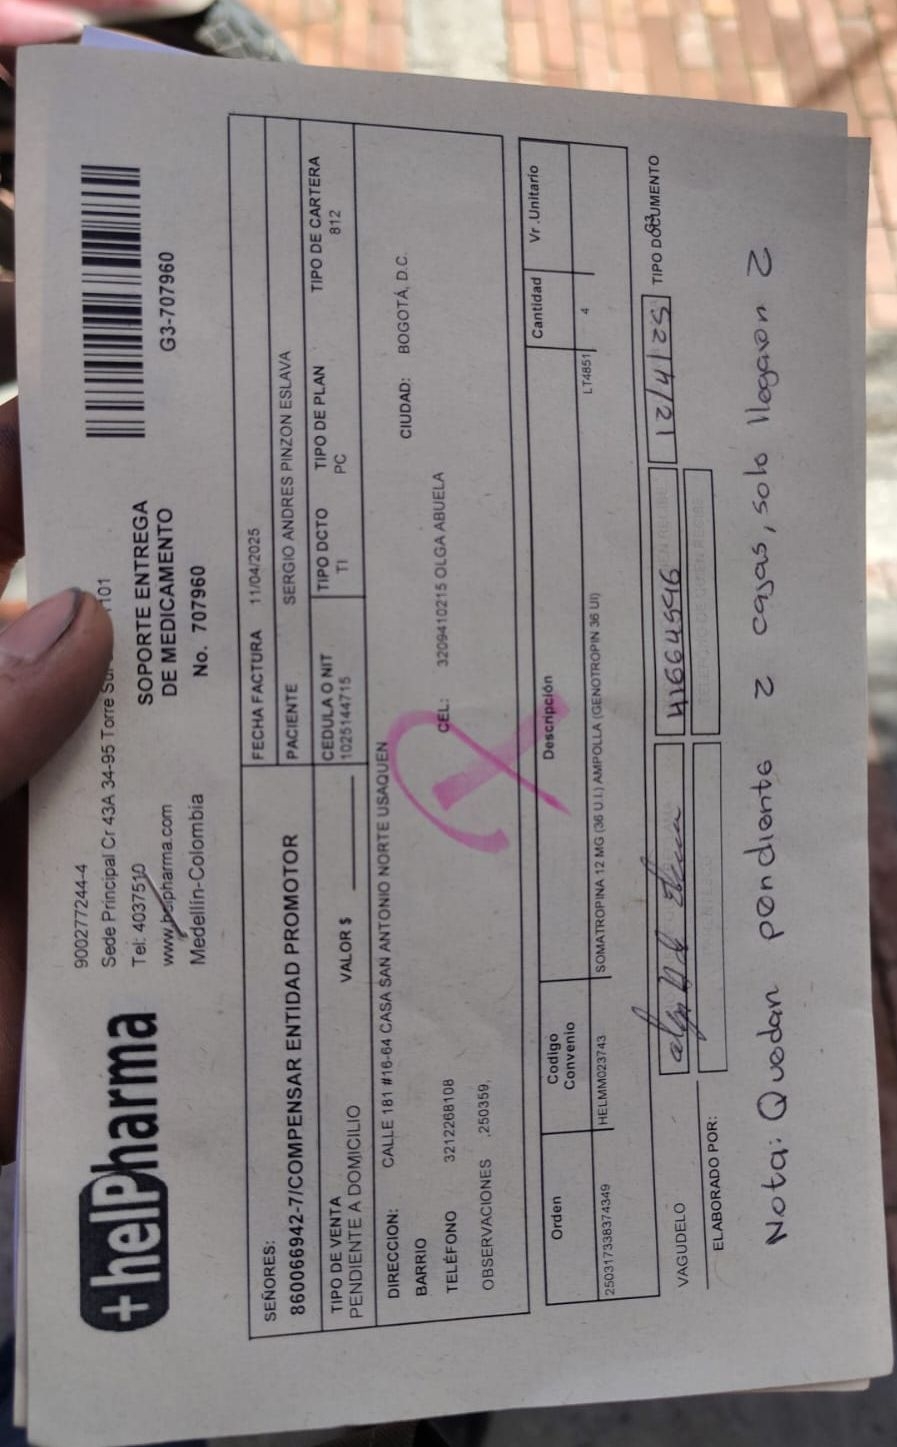 +helPharma
900277244-4
Sede Principal Cr 43A 34-95 Torre Sur 101
Tel: 4037510
www.helpharma.com
Medellín-Colombia
SOPORTE ENTREGA
DE MEDICAMENTO
No. 707960
G3-707960
SEÑORES:
860066942-7/COMPENSAR ENTIDAD PROMOTOR
FECHA FACTURA 11/04/2025
PACIENTE SERGIO ANDRES PINZON ESLAVA
TIPO DE VENTA
PENDIENTE A DOMICILIO
VALOR $
CEDULA O NIT
1025144715
TIPO DCTO
TI
TIPO DE PLAN
PC
TIPO DE CARTERA
812
DIRECCION: CALLE 181 #16-64 CASA SAN ANTONIO NORTE USAQUEN
BARRIO
CIUDAD: BOGOTÁ, D.C.
TELÉFONO 3212268108
CEL: 3209410215 OLGA ABUELA
OBSERVACIONES ,250359,
Orden Codigo Convenio Descripción Cantidad Vr .Unitario
250317338374349 HELMM023743 SOMATROPINA 12 MG (36 U.I.) AMPOLLA (GENOTROPIN 36 UI) LT4851 4
VAGUDELO
41664596
12/4/25
TIPO DOCUMENTO
G3
ELABORADO POR:
Nota: Quedan pendiente 2 cajas, solo llegaron 2